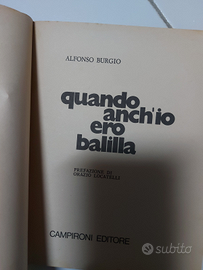 ALFONSO BURGIO
quando
anch'io
ero
balilla
PREFAZIONE DI
ORAZIO LOCATELLI
CAMPIRONI EDITORE
subito